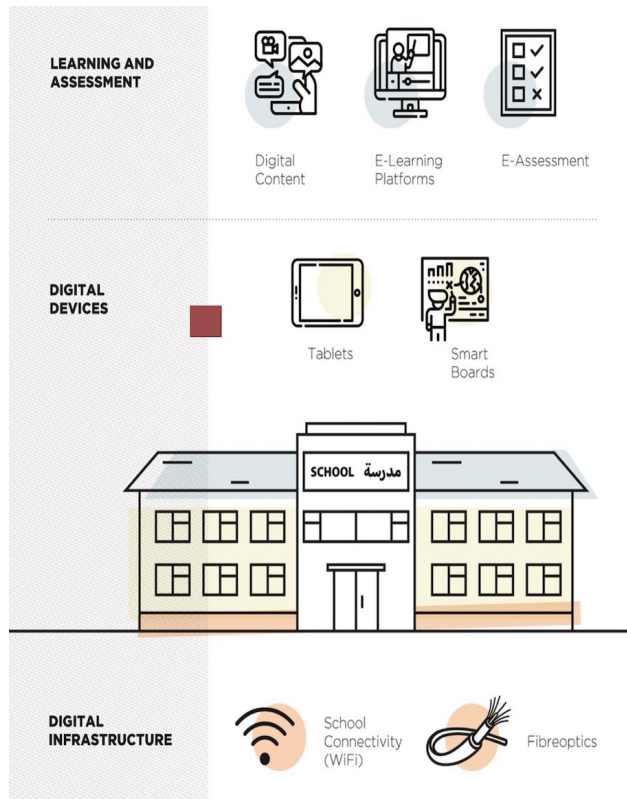 LEARNING AND
ASSESSMENT
Digital
Content
E-Learning
Platforms
E-Assessment
DIGITAL
DEVICES
Tablets
Smart
Boards
SCHOOL مدرسة
DIGITAL
INFRASTRUCTURE
School
Connectivity
(WiFi)
Fibreoptics